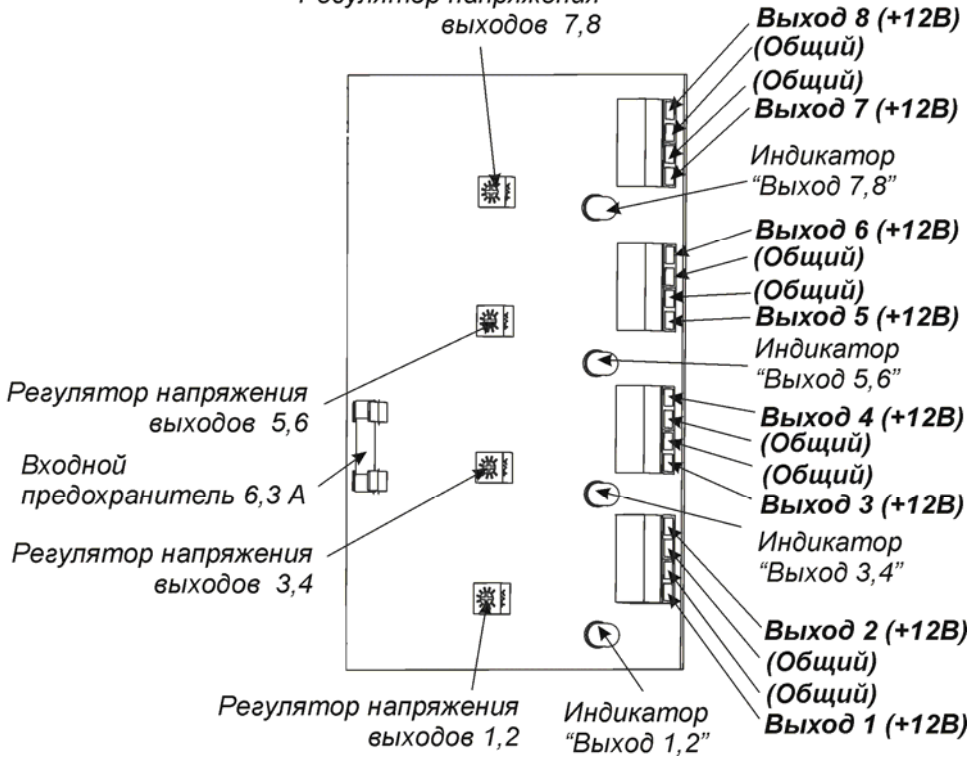 Регулятор напряжения
выходов 7,8
Выход 8 (+12В)
(Общий)
(Общий)
Выход 7 (+12В)
Индикатор
“Выход 7,8”
Выход 6 (+12В)
(Общий)
(Общий)
Выход 5 (+12В)
Индикатор
“Выход 5,6”
Регулятор напряжения
выходов 5,6
Выход 4 (+12В)
(Общий)
(Общий)
Выход 3 (+12В)
Входной
предохранитель 6,3 А
Индикатор
“Выход 3,4”
Регулятор напряжения
выходов 3,4
Выход 2 (+12В)
(Общий)
(Общий)
Выход 1 (+12В)
Регулятор напряжения
выходов 1,2
Индикатор
“Выход 1,2”